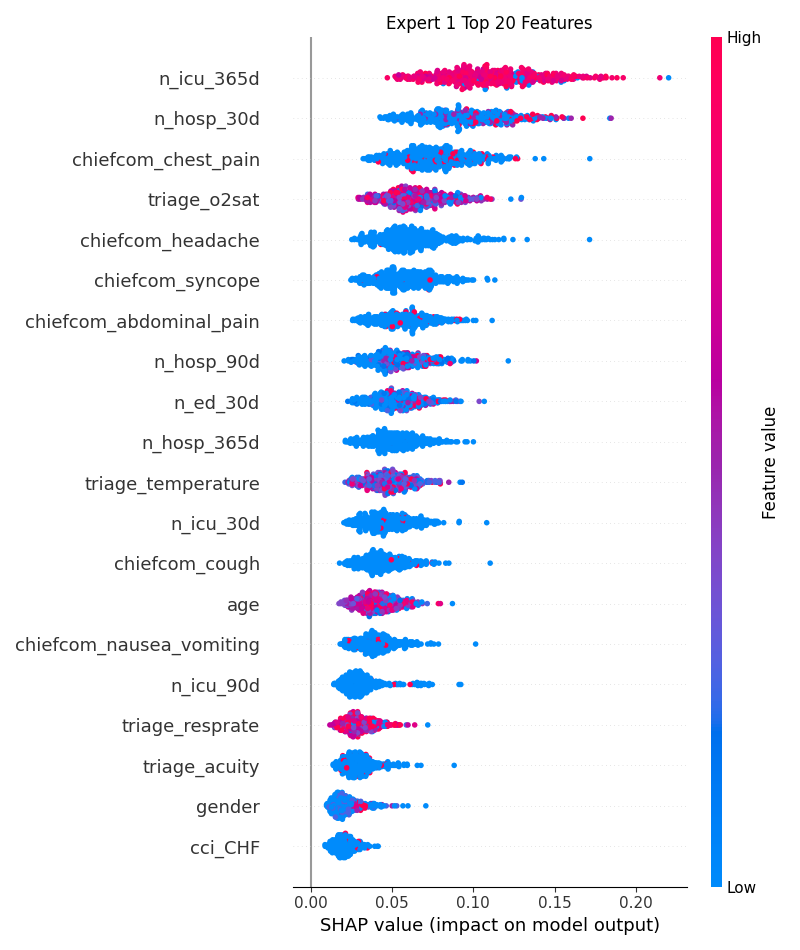 Expert 1 Top 20 Features
High
n_icu_365d
n_hosp_30d
chiefcom_chest_pain
triage_o2sat
chiefcom_headache
chiefcom_syncope
chiefcom_abdominal_pain
n_hosp_90d
n_ed_30d
n_hosp_365d
triage_temperature
n_icu_30d
chiefcom_cough
age
chiefcom_nausea_vomiting
n_icu_90d
triage_resprate
triage_acuity
gender
cci_CHF
Feature value
Low
0.00 0.05 0.10 0.15 0.20
SHAP value (impact on model output)